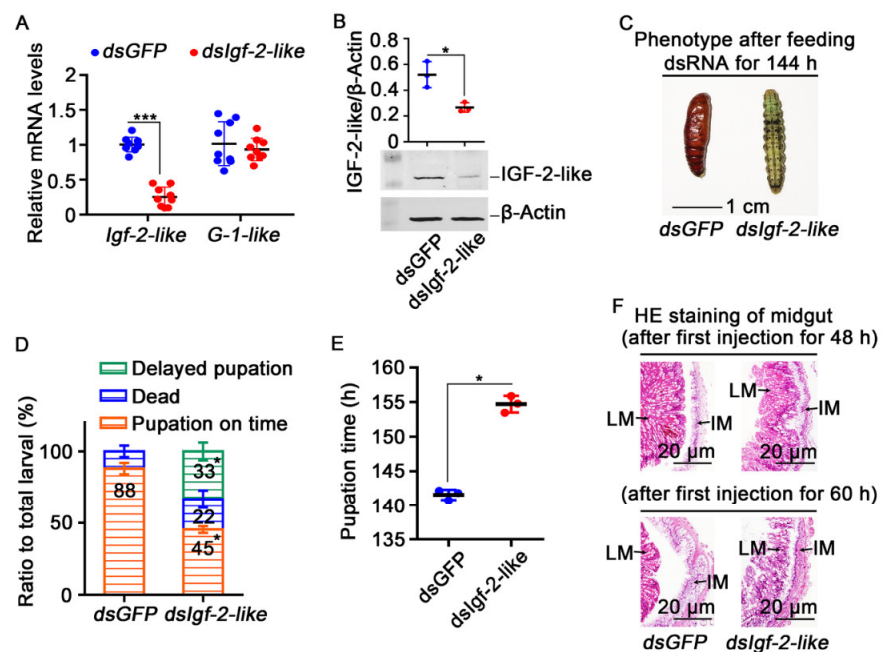 A
dsGFP dsIgf-2-like
Relative mRNA levels
2
1.5
1
0.5
0
***
Igf-2-like G-1-like
B
IGF-2-like/β-Actin
0.8
0.6
0.4
0.2
0
*
IGF-2-like
β-Actin
dsGFP
dsIgf-2-like
C
Phenotype after feeding
dsRNA for 144 h
1 cm
dsGFP dsIgf-2-like
D
Delayed pupation
Dead
Pupation on time
Ratio to total larval (%)
100
50
0
88
33*
22
45*
dsGFP dsIgf-2-like
E
Pupation time (h)
160
155
150
145
140
135
*
dsGFP
dsIgf-2-like
F
HE staining of midgut
(after first injection for 48 h)
LM IM
20 μm
LM IM
20 μm
(after first injection for 60 h)
LM IM
20 μm
LM IM
20 μm
dsGFP dsIgf-2-like